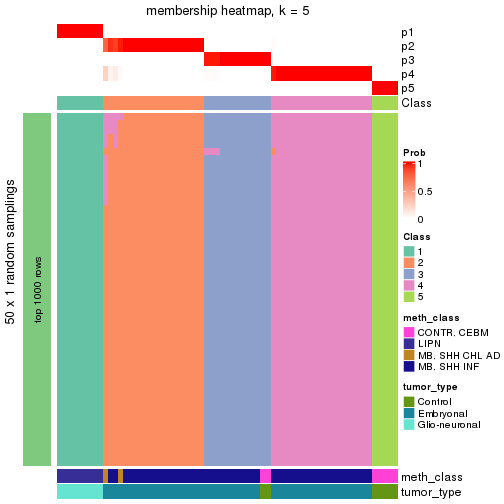 membership heatmap, k = 5
p1
p2
p3
p4
p5
Class
50 x 1 random samplings
top 1000 rows
Prob
1
0.5
0
Class
1
2
3
4
5
meth_class
CONTR. CEBM
LIPN
MB. SHH CHL AD
MB. SHH INF
tumor_type
Control
Embryonal
Glio-neuronal
meth_class
tumor_type